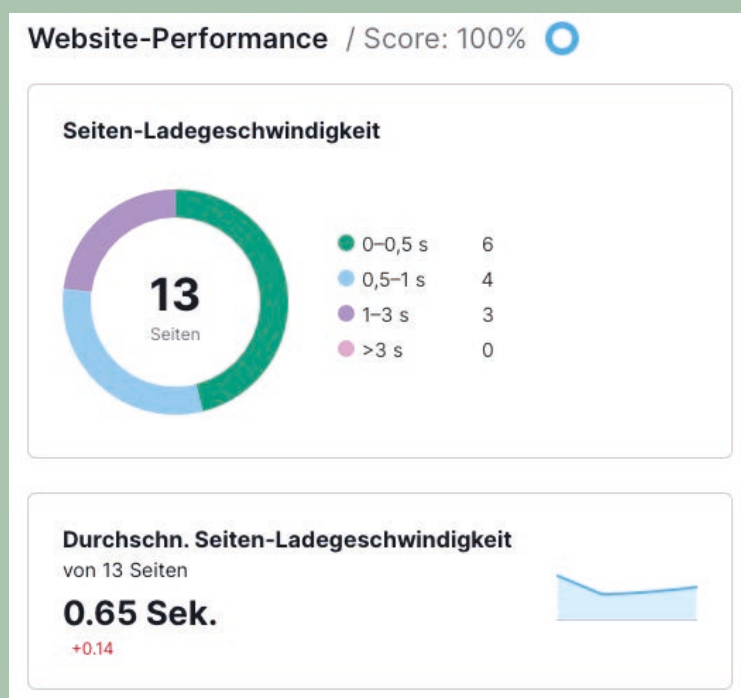 Website-Performance / Score: 100%
Seiten-Ladegeschwindigkeit
13
Seiten
0–0,5 s 6
0,5–1 s 4
1–3 s 3
>3 s 0
Durchschn. Seiten-Ladegeschwindigkeit
von 13 Seiten
0.65 Sek.
+0.14